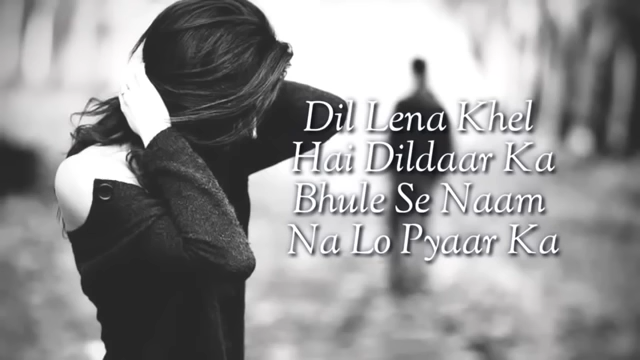 Dil Lena Khel
Hai Dildaar Ka
Bhule Se Naam
Na Lo Pyaar Ka